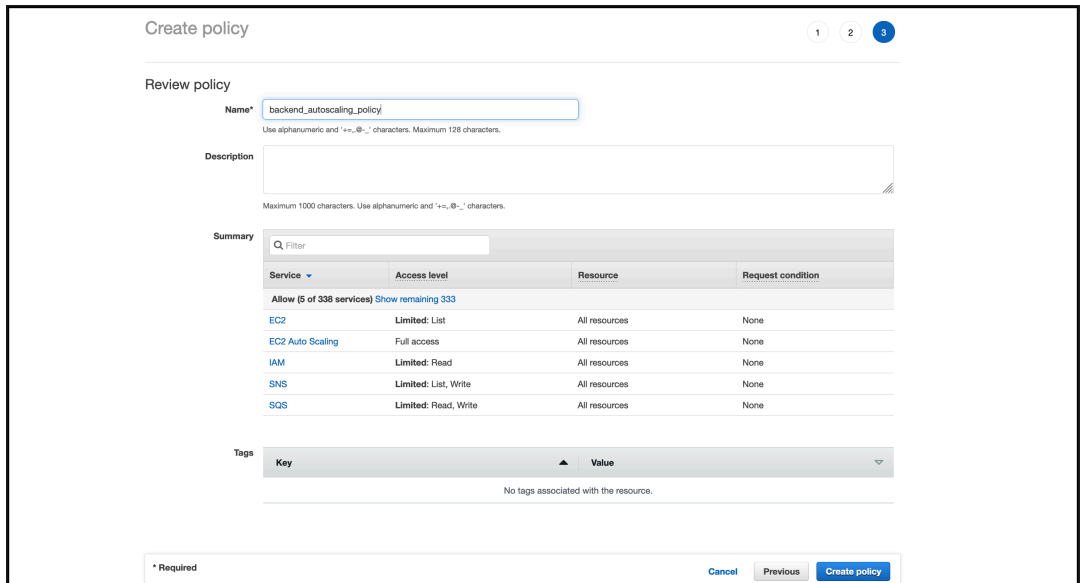 Create policy
1 2 3
Review policy
Name* backend_autoscaling_policy
Use alphanumeric and '+=,.@-_' characters. Maximum 128 characters.
Description
Maximum 1000 characters. Use alphanumeric and '+=,.@-_' characters.
Summary Filter
Service Access level Resource Request condition
Allow (5 of 338 services) Show remaining 333
EC2 Limited: List All resources None
EC2 Auto Scaling Full access All resources None
IAM Limited: Read All resources None
SNS Limited: List, Write All resources None
SQS Limited: Read, Write All resources None
Tags Key Value
No tags associated with the resource.
* Required Cancel Previous Create policy